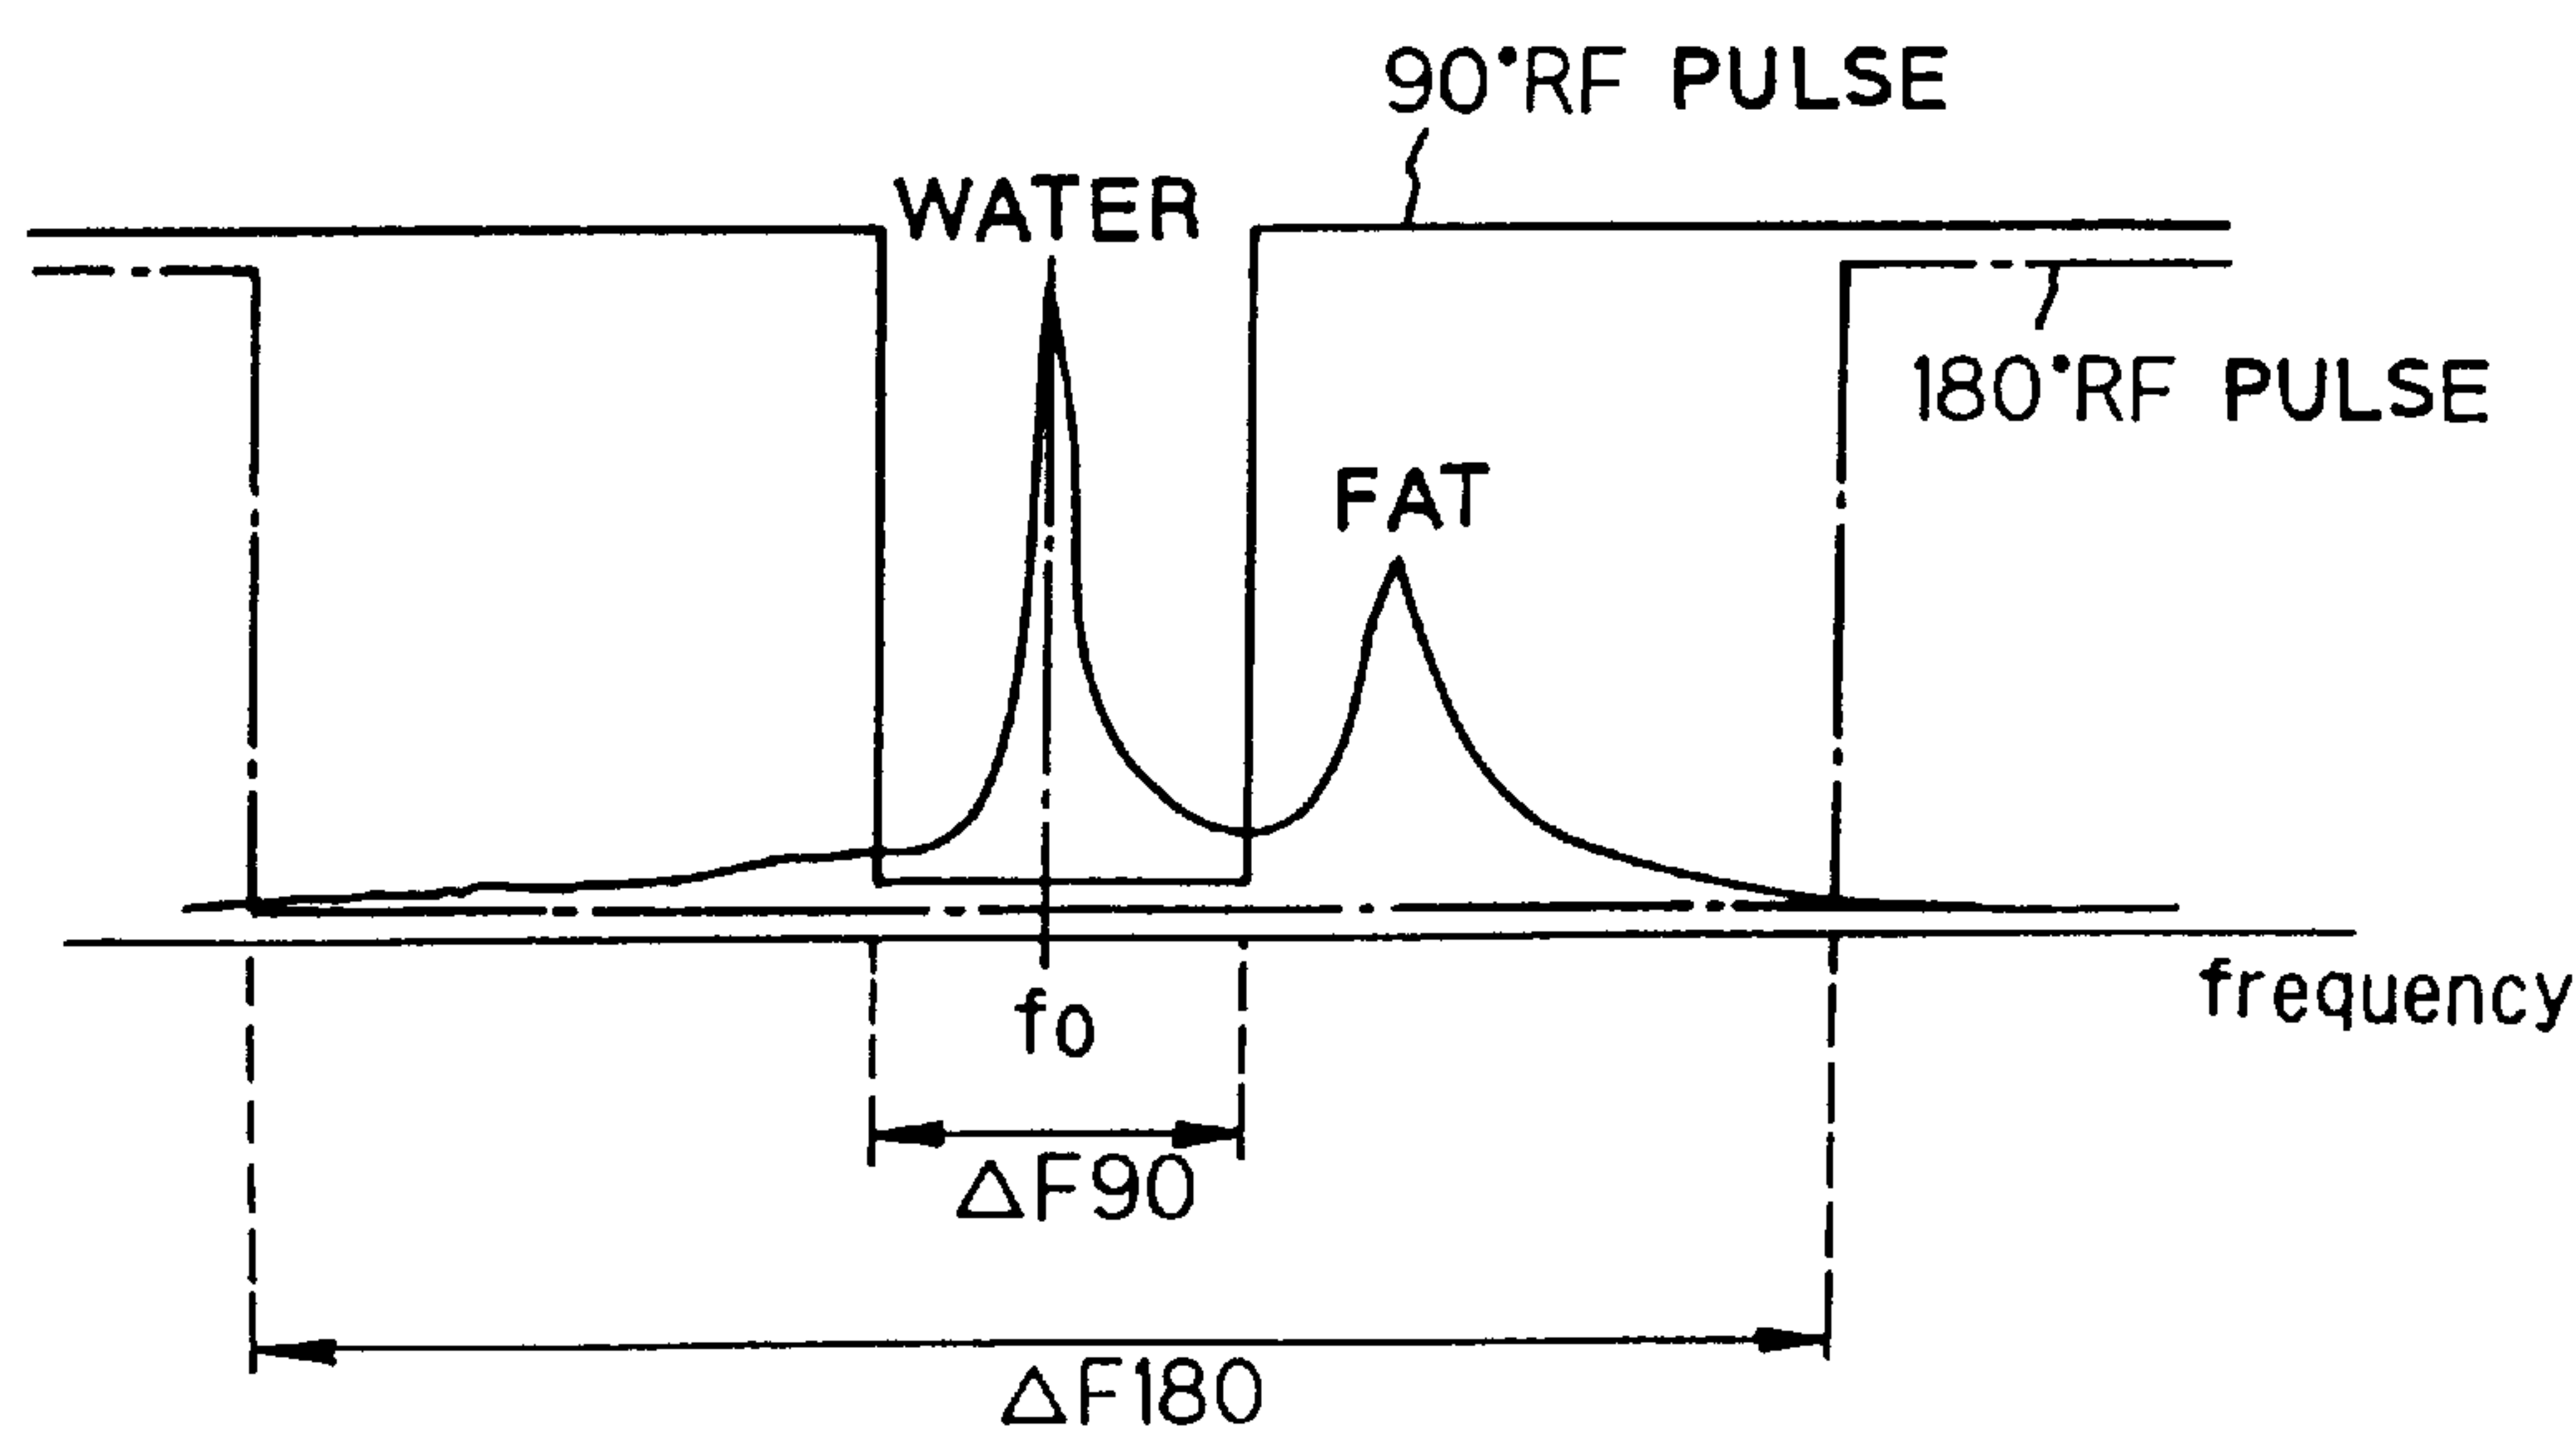 90°RF PULSE
WATER
180°RF PULSE
FAT
frequency
fo
ΔF90
ΔF180